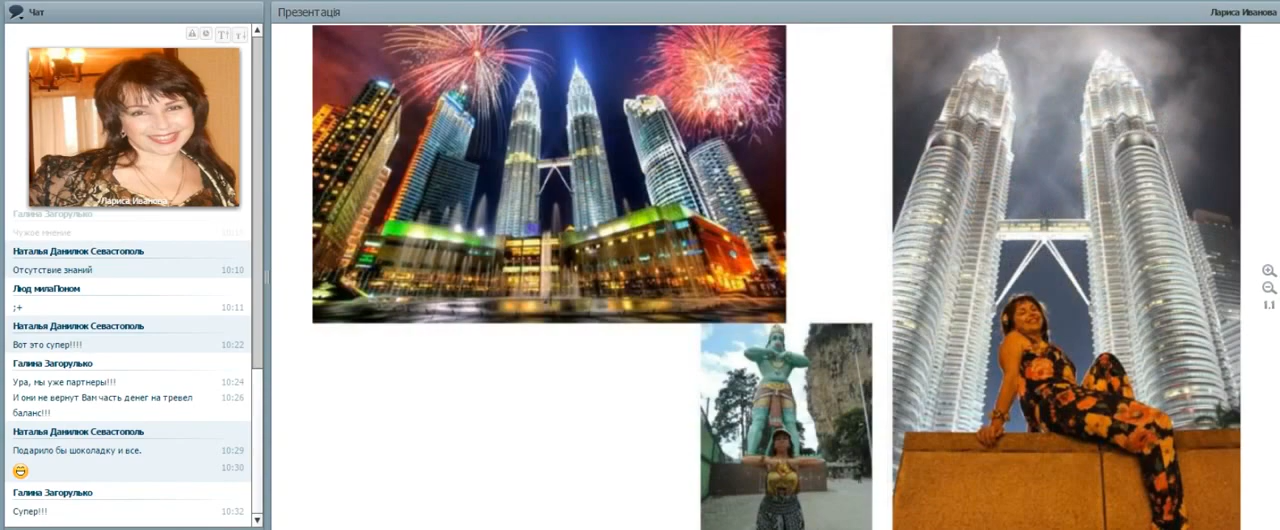 Чат
Презентація
Лариса Иванова
T T
Лариса Иванова
Галина Загорулько
Чужое мнение
Наталья Данилюк Севастополь
Отсутствие знаний 10:10
Люд милаПоном
;+ 10:11
Наталья Данилюк Севастополь
Вот это супер!!!! 10:22
Галина Загорулько
Ура, мы уже партнеры!!! 10:24
И они не вернут Вам часть денег на тревел 10:26
баланс!!!
Наталья Данилюк Севастополь
Подарило бы шоколадку и все. 10:29
10:30
Галина Загорулько
Супер!!! 10:32
1:1